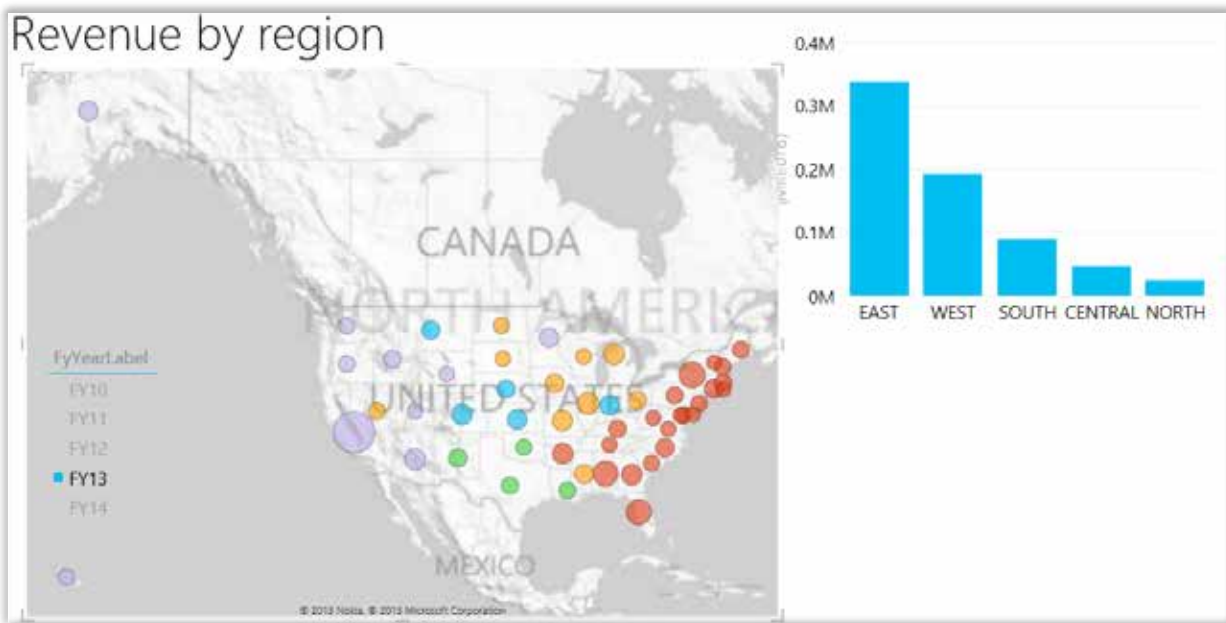 Revenue by region
CANADA
NORTH AMERIC
UNITED STATES
MEXICO
FyYearLabel
FY10
FY11
FY12
FY13
FY14
© 2013 Nokia, © 2013 Microsoft Corporation
0.4M
0.3M
0.2M
0.1M
0M
EAST WEST SOUTH CENTRAL NORTH